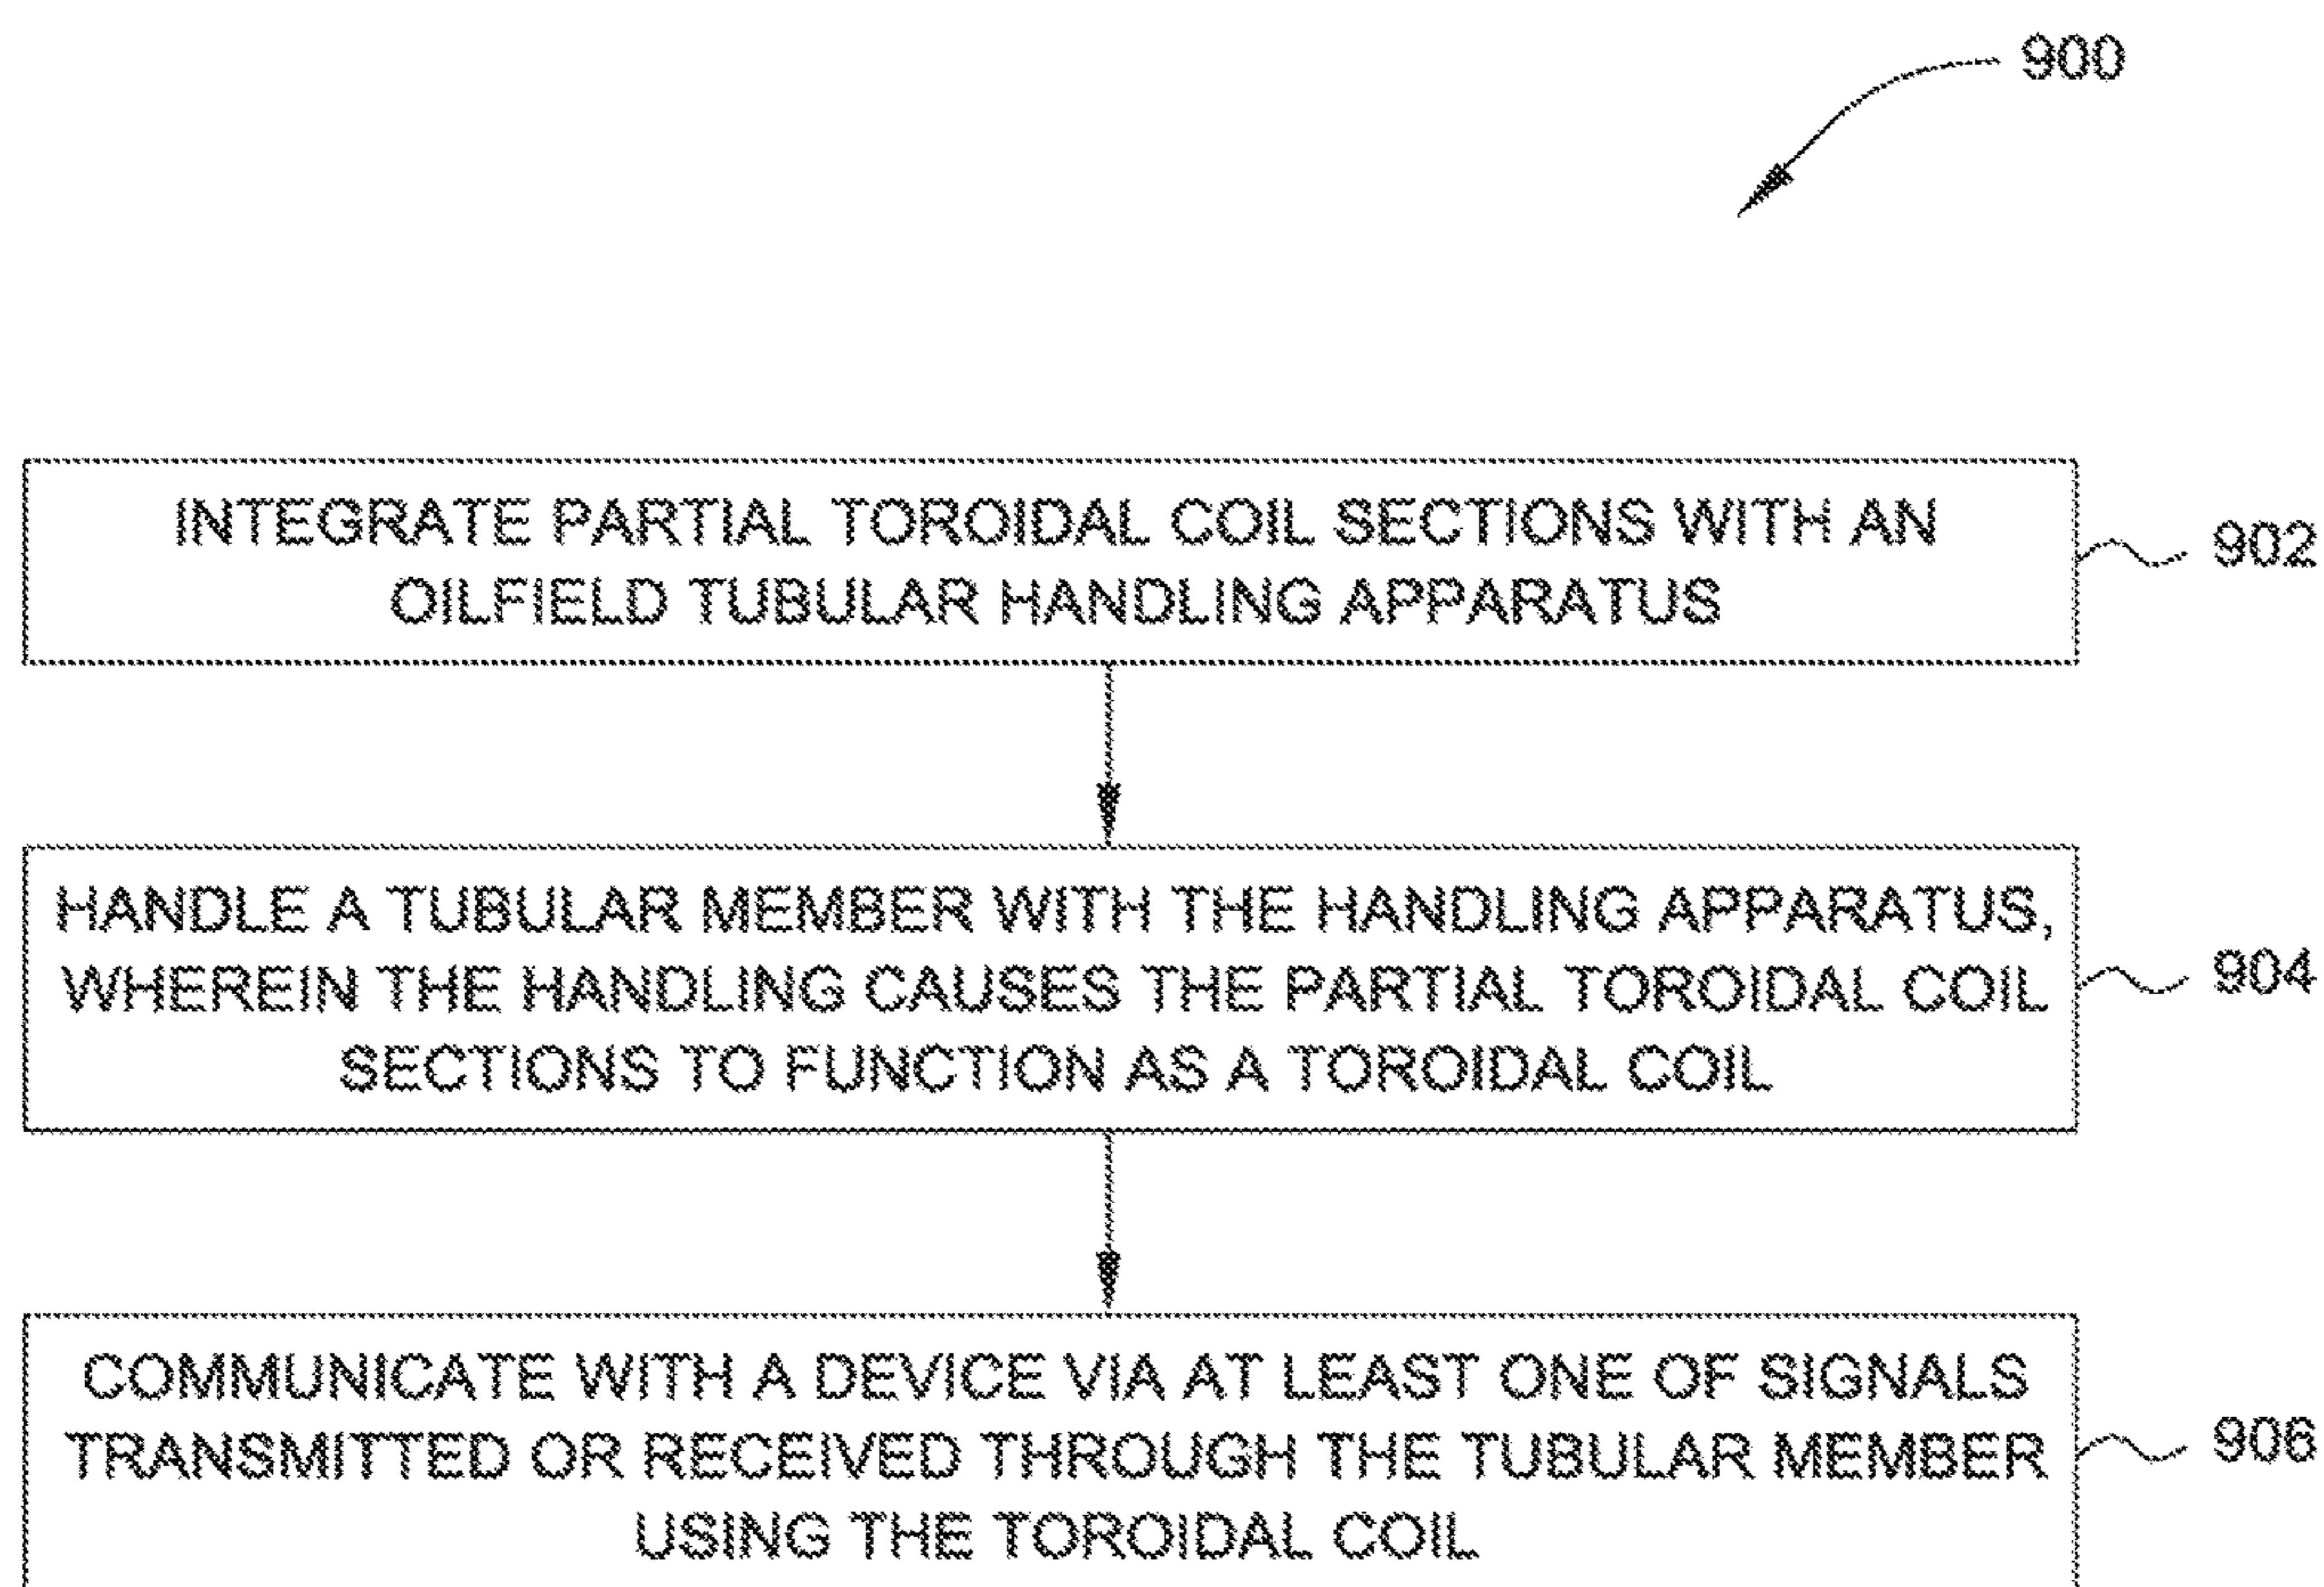 900
INTEGRATE PARTIAL TOROIDAL COIL SECTIONS WITH AN
OILFIELD TUBULAR HANDLING APPARATUS
902
HANDLE A TUBULAR MEMBER WITH THE HANDLING APPARATUS,
WHEREIN THE HANDLING CAUSES THE PARTIAL TOROIDAL COIL
SECTIONS TO FUNCTION AS A TOROIDAL COIL
904
COMMUNICATE WITH A DEVICE VIA AT LEAST ONE OF SIGNALS
TRANSMITTED OR RECEIVED THROUGH THE TUBULAR MEMBER
USING THE TOROIDAL COIL
906